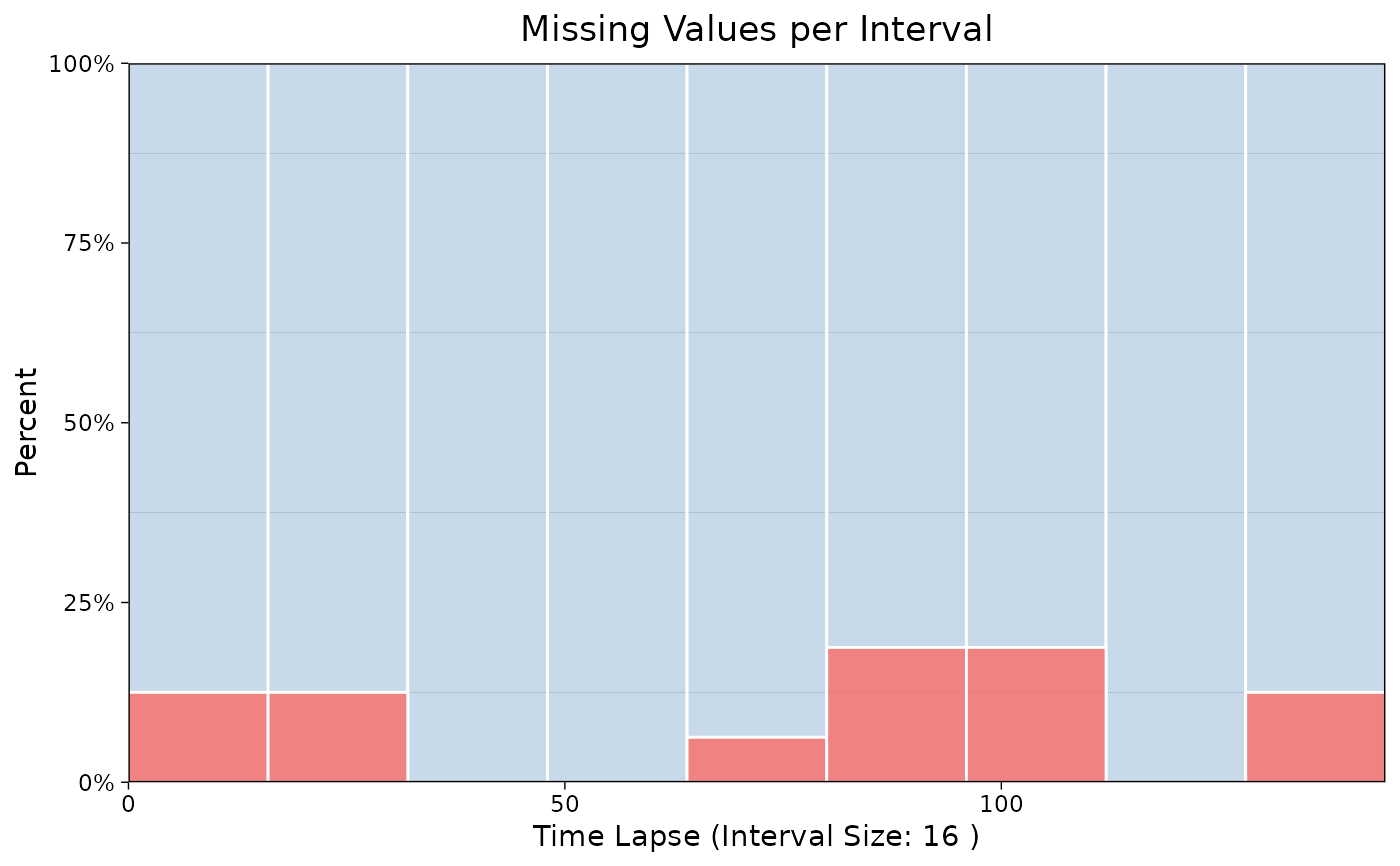 Missing Values per Interval
100%
75%
50%
25%
0%
Percent
0 50 100
Time Lapse (Interval Size: 16 )